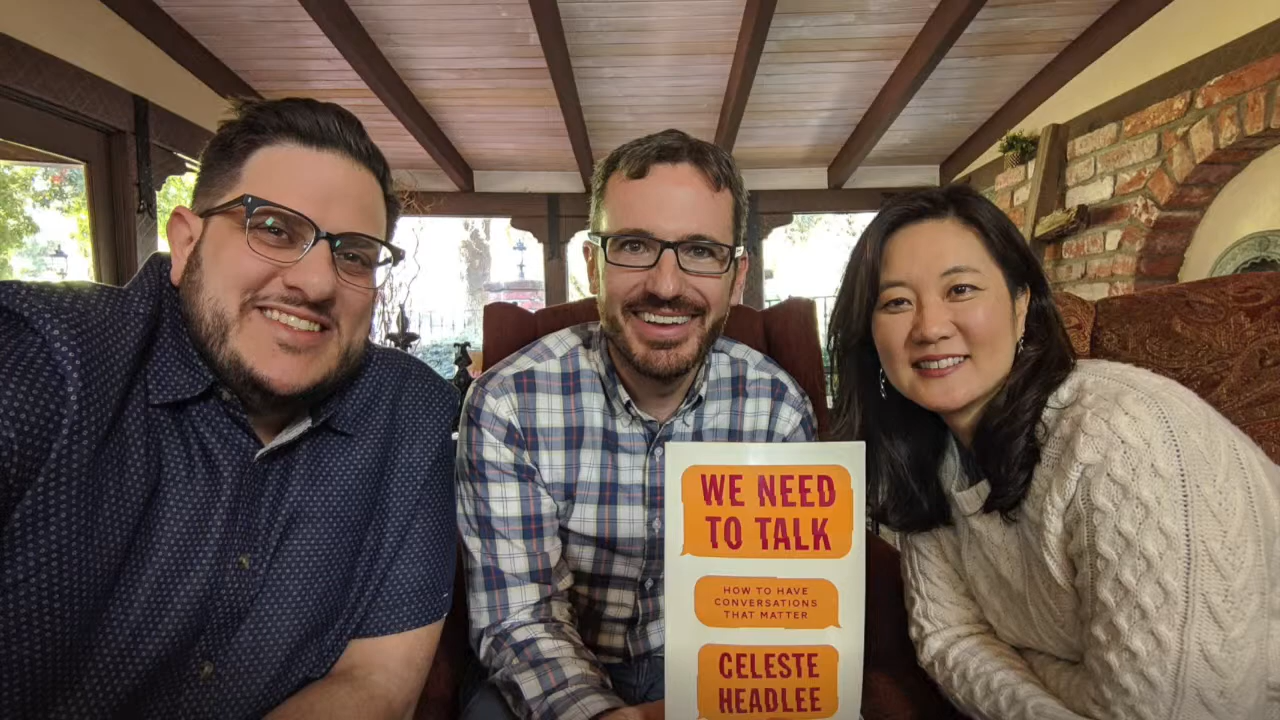 WE NEED
TO TALK
HOW TO HAVE
CONVERSATIONS
THAT MATTER
CELESTE
HEADLEE